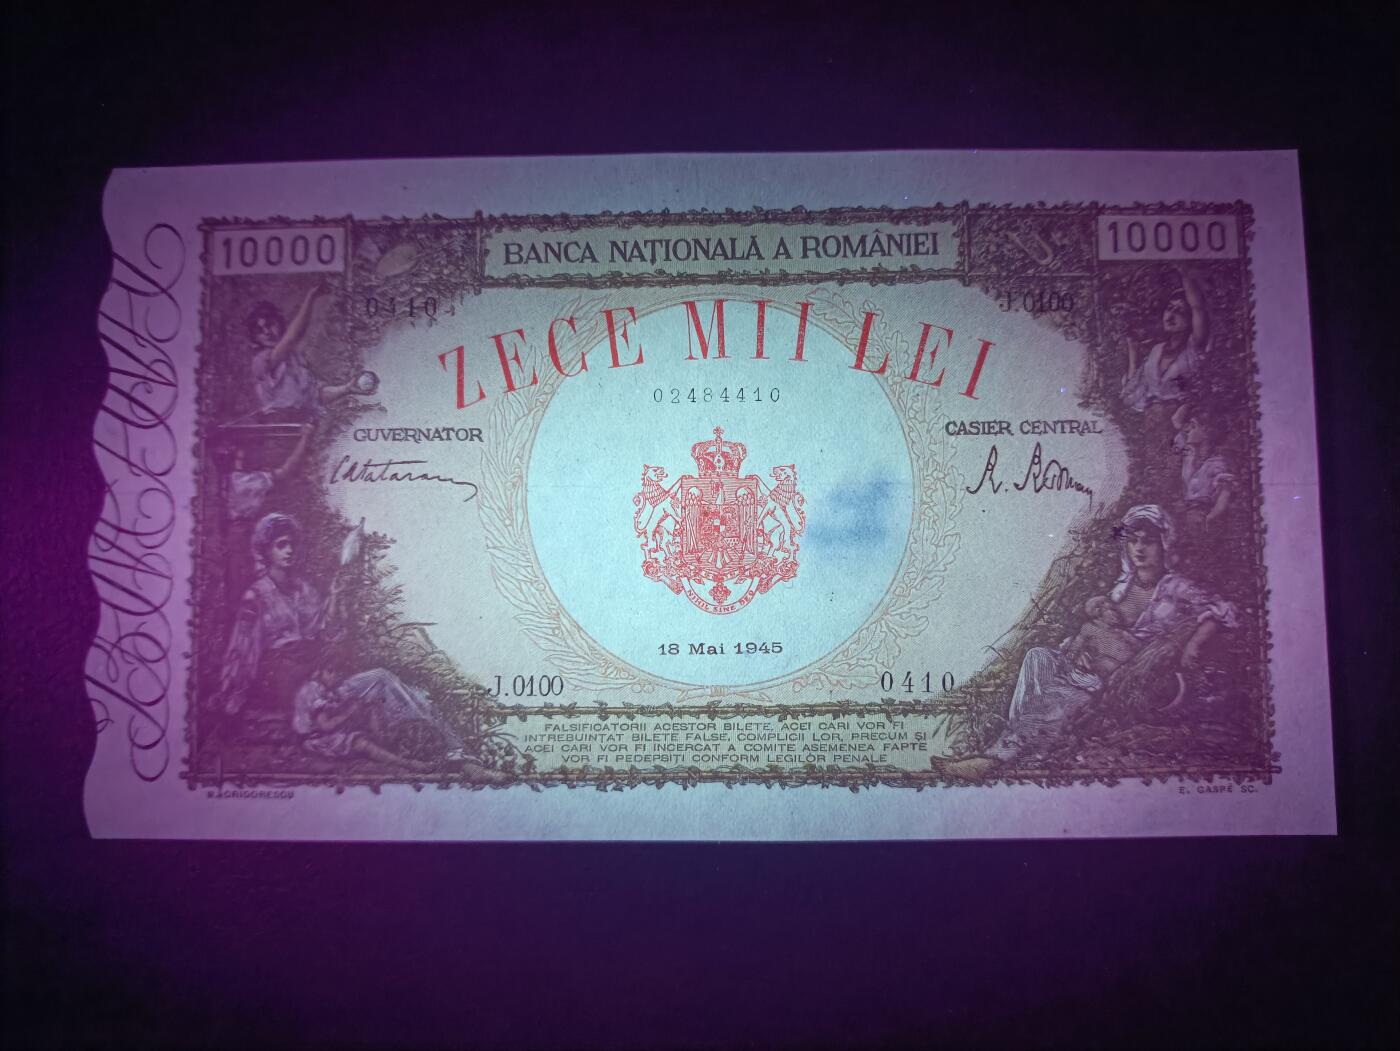 10000
BANCA NAȚIONALĂ A ROMÂNIEI
10000
0410
J.0100
ZECE MII LEI
02484410
GUVERNATOR
CASIER CENTRAL
NIHIL SINE DEO
18 Mai 1945
J.0100
0410
FALSIFICATORII ACESTOR BILETE, ACEI CARI VOR FI
INTREBUINȚAT BILETE FALSE, COMPLICII LOR, PRECUM ȘI
ACEI CARI VOR FI INCERCAT A COMITE ASEMENEA FAPTE
VOR FI PEDEPSIȚI CONFORM LEGILOR PENALE
N. GRIGORESCU
E. GASPÉ SC.